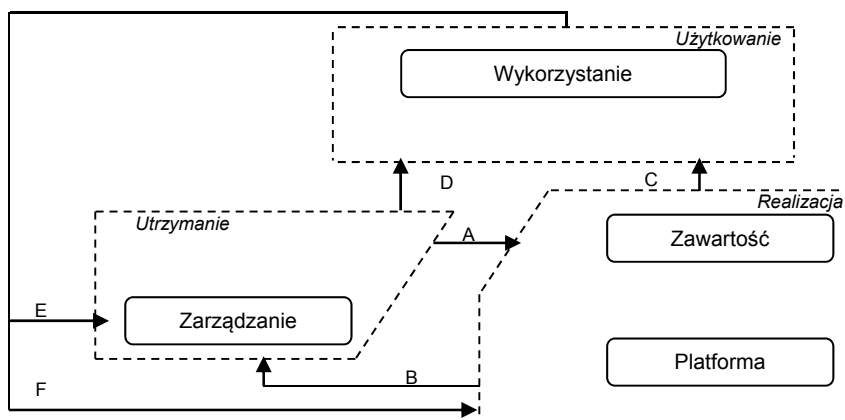 Użytkowanie
Wykorzystanie
D
C
Realizacja
Utrzymanie
A
Zawartość
E
Zarządzanie
Platforma
B
F